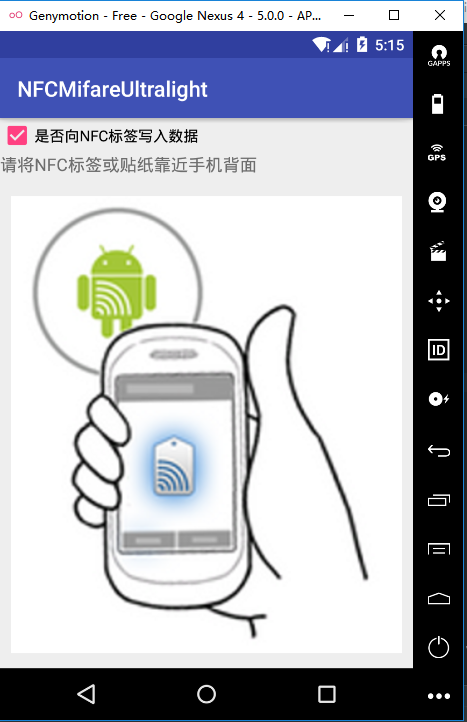 Genymotion - Free - Google Nexus 4 - 5.0.0 - AP...
5:15
NFCMifareUltralight
是否向NFC标签写入数据
请将NFC标签或贴纸靠近手机背面
GAPPS
GPS
ID